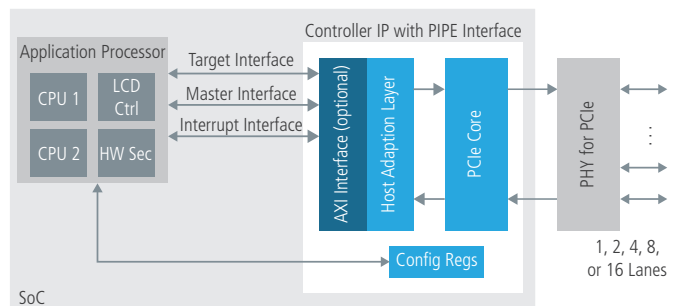 Controller IP with PIPE Interface
Application Processor
CPU 1
LCD
Ctrl
CPU 2
HW Sec
Target Interface
Master Interface
Interrupt Interface
AXI Interface (optional)
Host Adaption Layer
PCIe Core
PHY for PCIe
...
Config Regs
1, 2, 4, 8,
or 16 Lanes
SoC